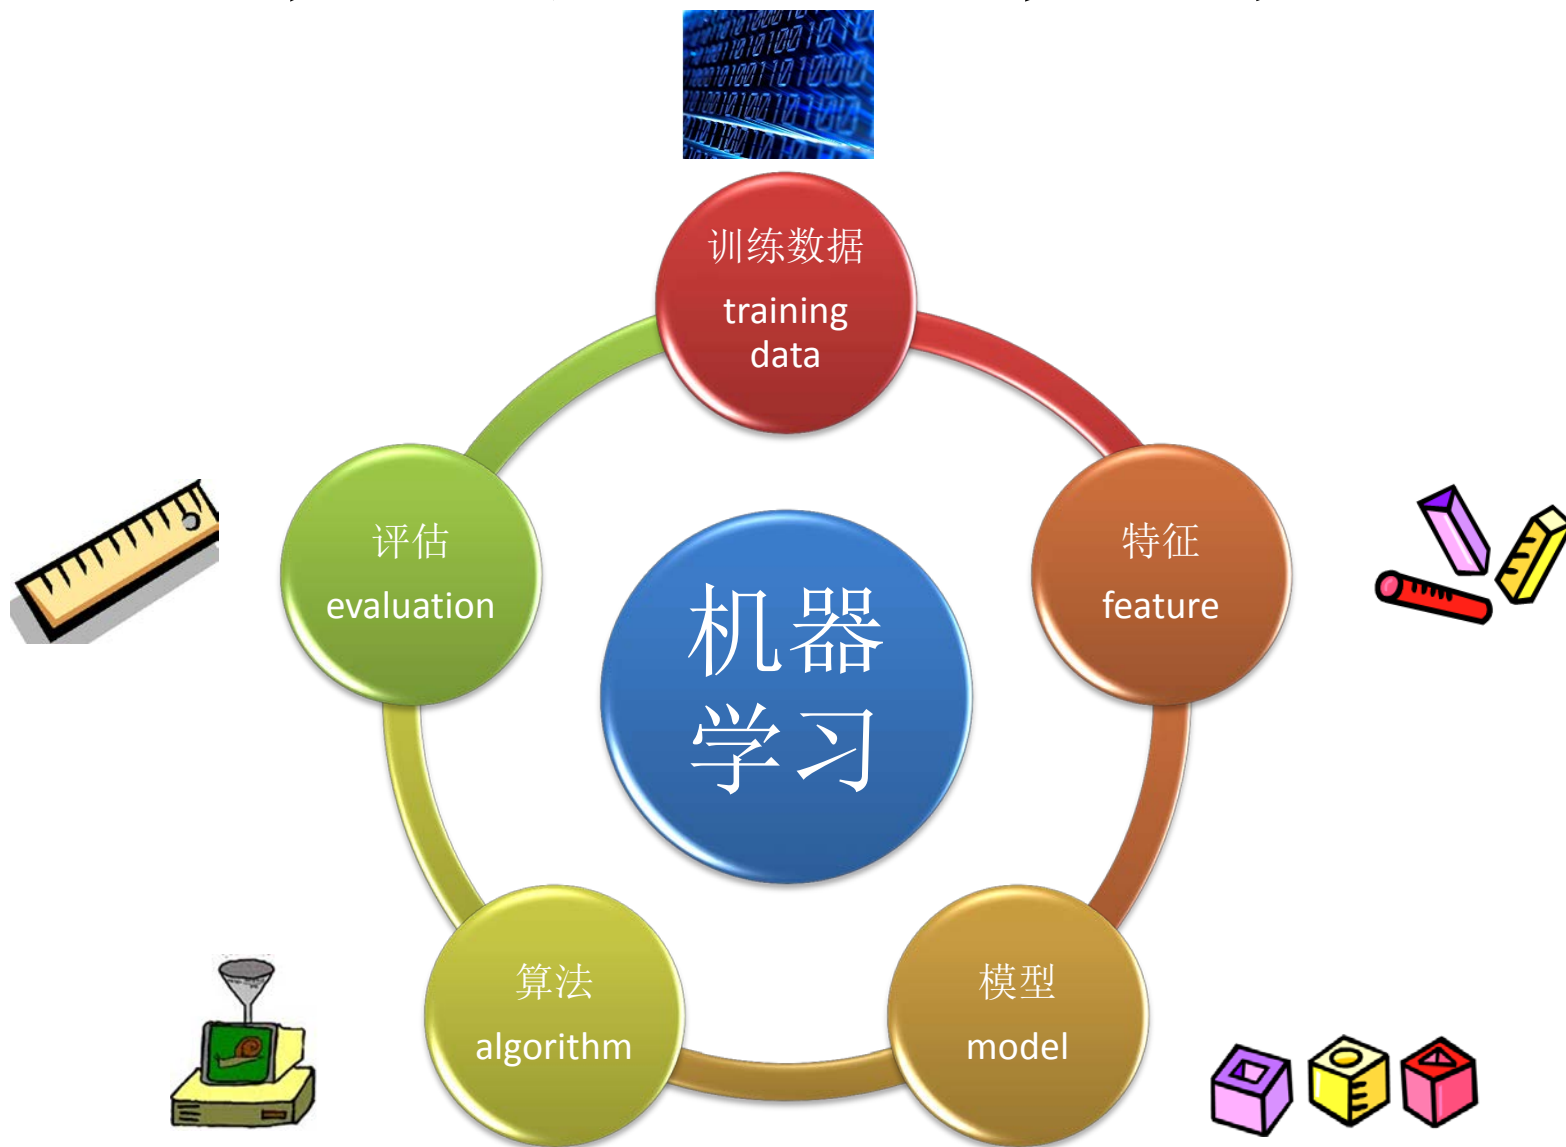 训练数据
training
data
特征
feature
模型
model
算法
algorithm
评估
evaluation
机器
学习